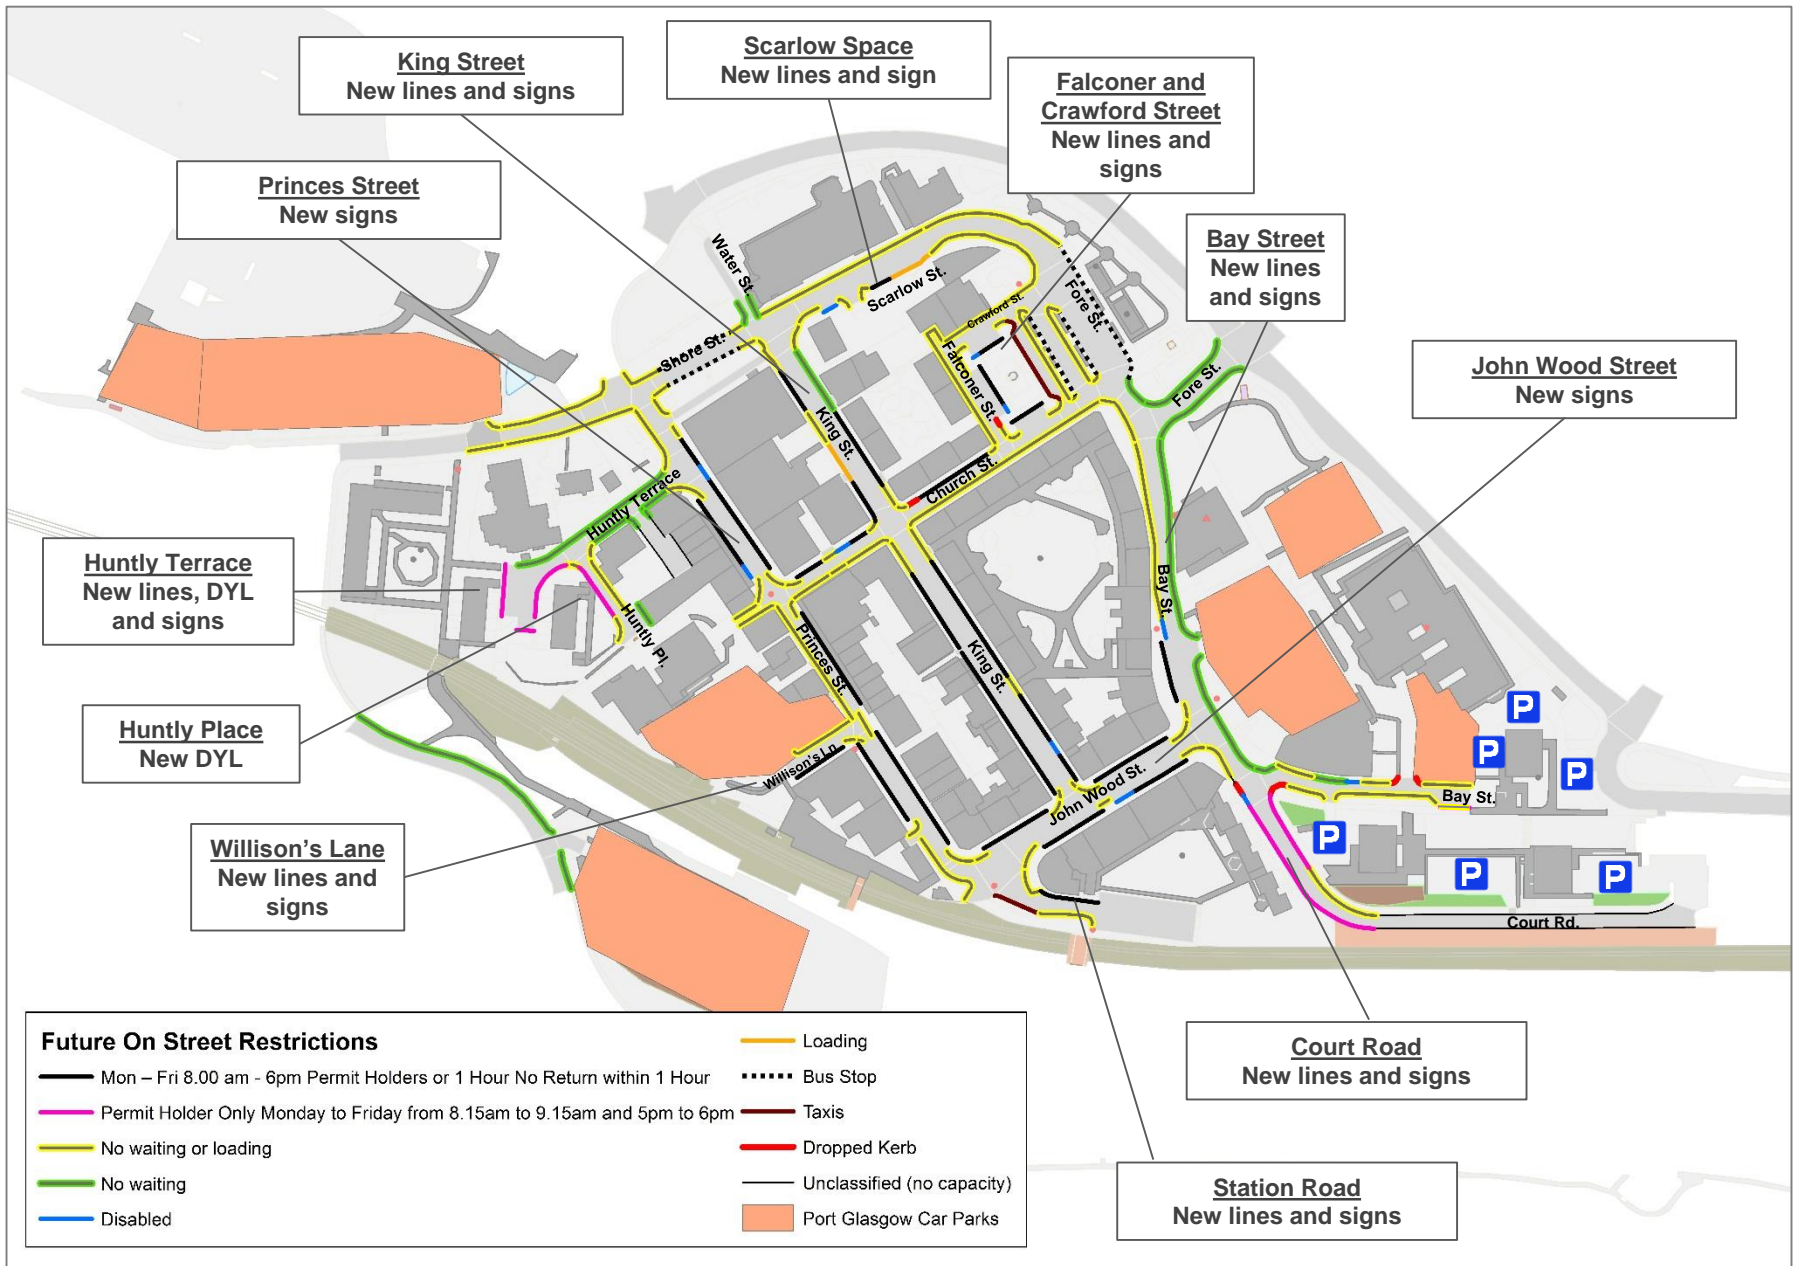 King Street
New lines and signs
Scarlow Space
New lines and sign
Falconer and
Crawford Street
New lines and
signs
Princes Street
New signs
Bay Street
New lines
and signs
John Wood Street
New signs
Huntly Terrace
New lines, DYL
and signs
Huntly Place
New DYL
Willison's Lane
New lines and
signs
Court Road
New lines and signs
Station Road
New lines and signs
Water St.
Scarlow St.
Shore St.
Crawford St.
Fore St.
Falconer St.
Fore St.
King St.
Church St.
Huntly Terrace
Huntly Pl.
Bay St.
Princes St.
King St.
Willison's Ln
John Wood St.
Bay St.
Court Rd.
P
P
P
P
P
P
Future On Street Restrictions
Mon – Fri 8.00 am - 6pm Permit Holders or 1 Hour No Return within 1 Hour
Permit Holder Only Monday to Friday from 8.15am to 9.15am and 5pm to 6pm
No waiting or loading
No waiting
Disabled
Loading
Bus Stop
Taxis
Dropped Kerb
Unclassified (no capacity)
Port Glasgow Car Parks